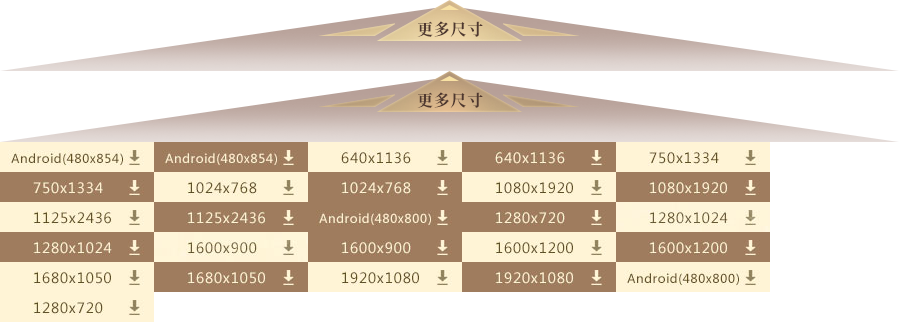 更多尺寸
更多尺寸
Android(480x854) Android(480x854) 640x1136 640x1136 750x1334
750x1334 1024x768 1024x768 1080x1920 1080x1920
1125x2436 1125x2436 Android(480x800) 1280x720 1280x1024
1280x1024 1600x900 1600x900 1600x1200 1600x1200
1680x1050 1680x1050 1920x1080 1920x1080 Android(480x800)
1280x720